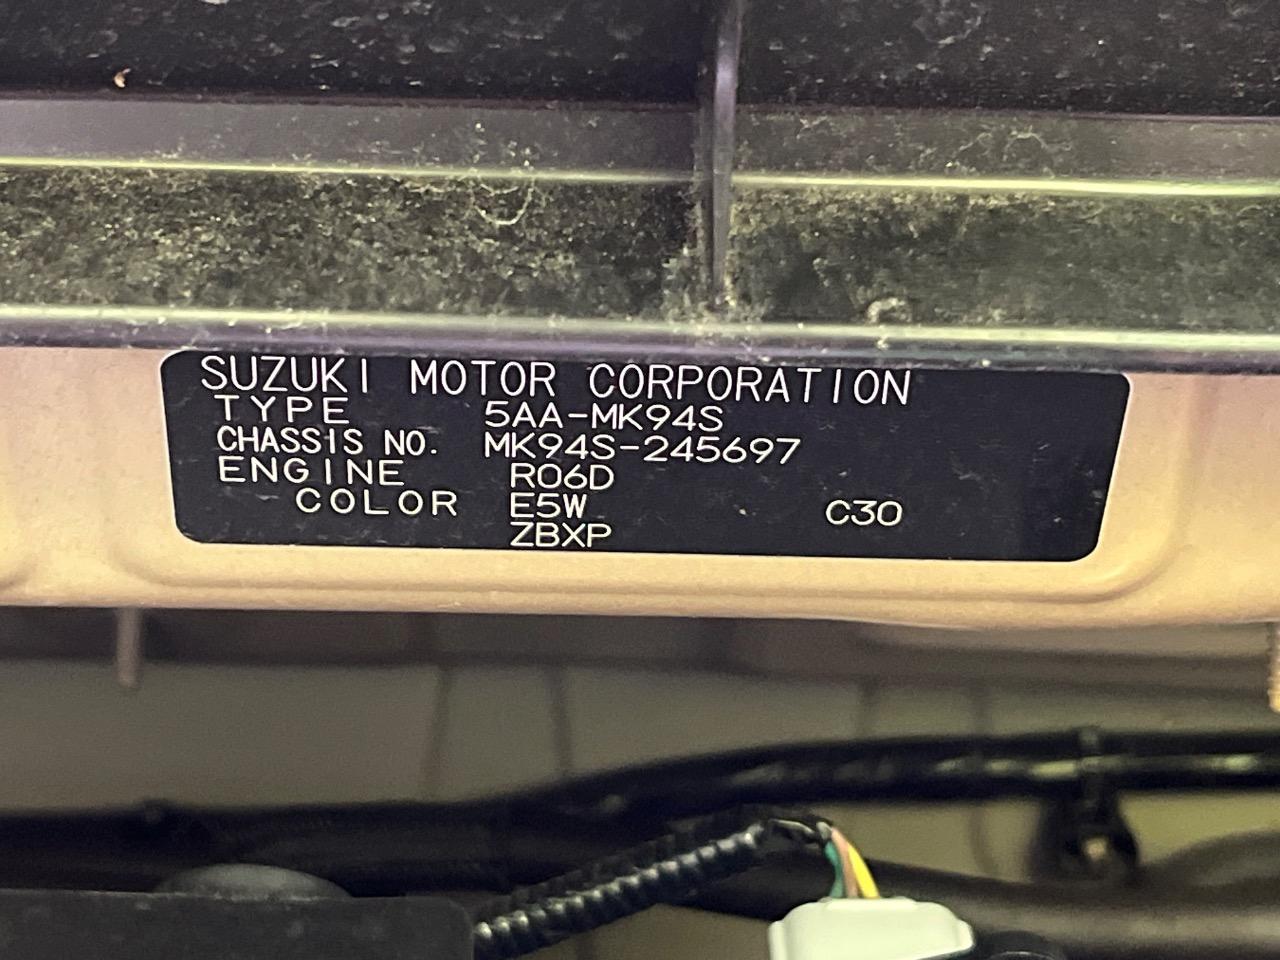 SUZUKI MOTOR CORPORATION
TYPE 5AA-MK94S
CHASSIS NO. MK94S-245697
ENGINE R06D
COLOR E5W C30
ZBXP